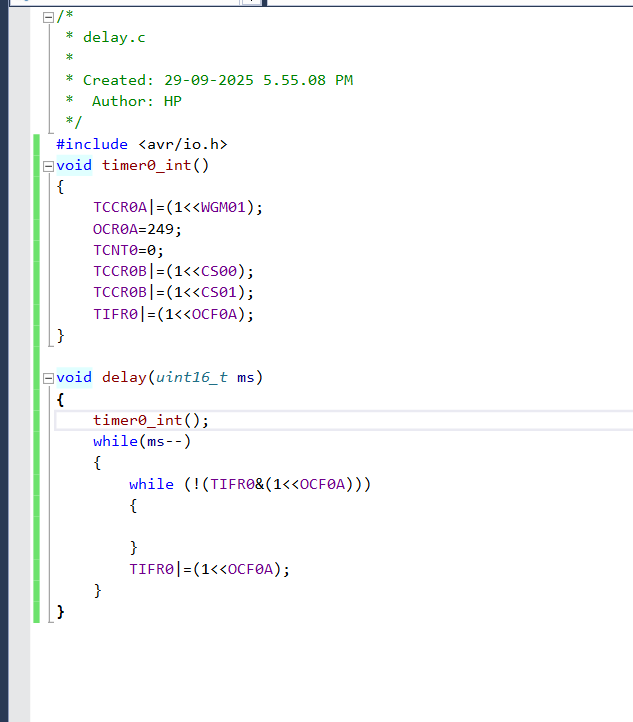 /*
 * delay.c
 *
 * Created: 29-09-2025 5.55.08 PM
 *  Author: HP
 */
#include <avr/io.h>
void timer0_int()
{
    TCCR0A|=(1<<WGM01);
    OCR0A=249;
    TCNT0=0;
    TCCR0B|=(1<<CS00);
    TCCR0B|=(1<<CS01);
    TIFR0|=(1<<OCF0A);
}

void delay(uint16_t ms)
{
    timer0_int();
    while(ms--)
    {
        while (!(TIFR0&(1<<OCF0A)))
        {

        }
        TIFR0|=(1<<OCF0A);
    }
}